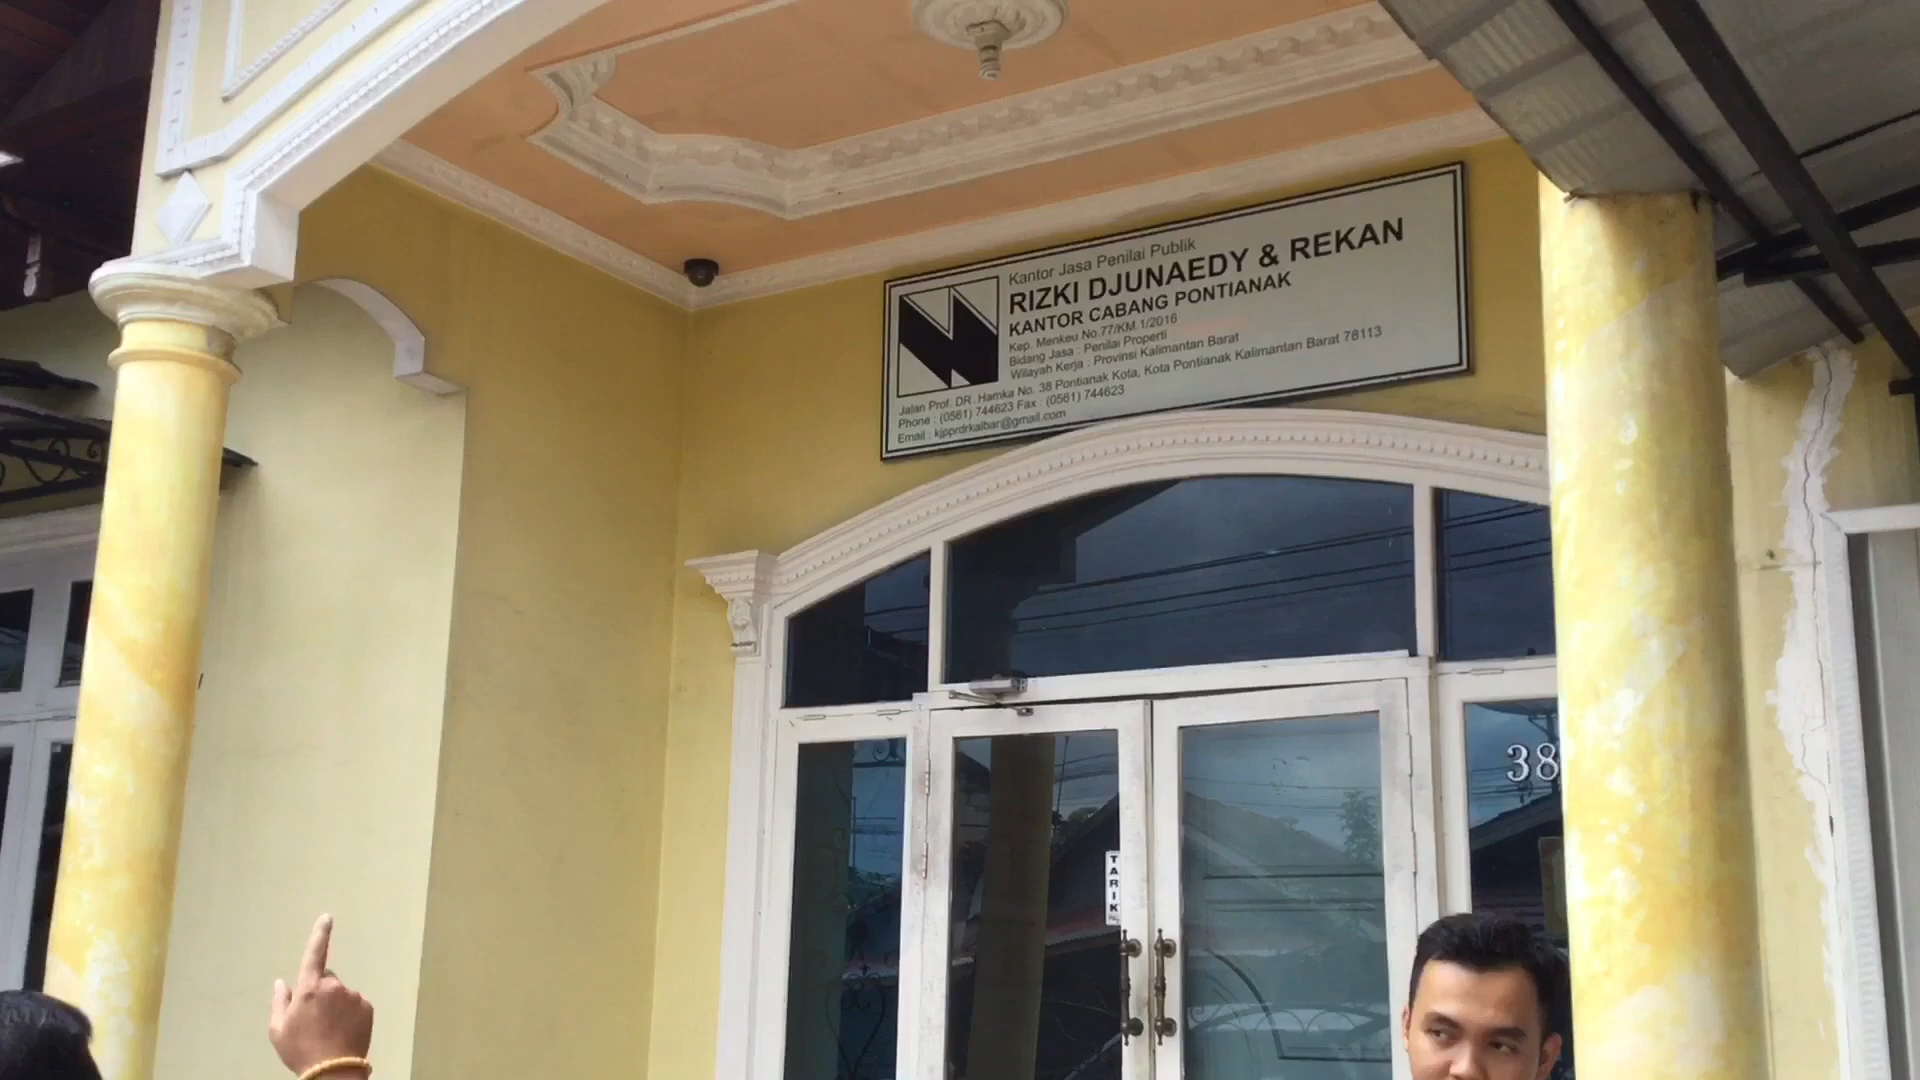 Kantor Jasa Penilai Publik
RIZKI DJUNAEDY & REKAN
KANTOR CABANG PONTIANAK
Kep. Menkeu No.77/KM.1/2016
Bidang Jasa : Penilai Properti
Wilayah Kerja : Provinsi Kalimantan Barat
Jalan Prof. DR. Hamka No. 38 Pontianak Kota, Kota Pontianak Kalimantan Barat 78113
Phone : (0561) 744623 Fax : (0561) 744623
Email : kjpprdrkalbar@gmail.com
38
TARIK